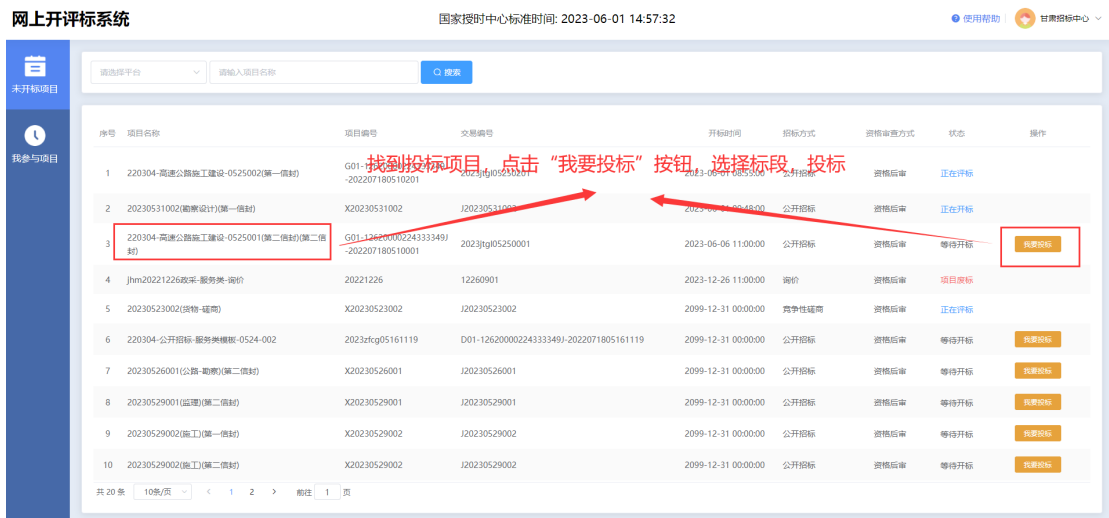 网上开评标系统 国家授时中心标准时间: 2023-06-01 14:57:32 使用帮助 甘肃招标中心
未开标项目
我参与项目
请选择平台 请输入项目名称 搜索
序号 项目名称 项目编号 交易编号 开标时间 招标方式 资格审查方式 状态 操作
找到投标项目，点击“我要投标”按钮，选择标段，投标
1 220304-高速公路施工建设-0525002(第一信封) -202207180510201 2023jtgl05250201 2023-06-01 08:55:00 公开招标 资格后审 正在评标
2 20230531002(勘察设计)(第一信封) X20230531002 J20230531002 公开招标 资格后审 正在开标
3 220304-高速公路施工建设-0525001(第二信封)(第二信封) G01-12620000224333349J-202207180510001 2023jtgl05250001 2023-06-06 11:00:00 公开招标 资格后审 等待开标 我要投标
4 jhm20221226政采-服务类-询价 20221226 12260901 2023-12-26 11:00:00 询价 资格后审 项目废标
5 20230523002(货物-磋商) X20230523002 J20230523002 2099-12-31 00:00:00 竞争性磋商 资格后审 正在评标
6 220304-公开招标-服务类模板-0524-002 2023zfcg05161119 D01-12620000224333349J-2022071805161119 2099-12-31 00:00:00 公开招标 资格后审 等待开标 我要投标
7 20230526001(公路-勘察)(第二信封) X20230526001 J20230526001 2099-12-31 00:00:00 公开招标 资格后审 等待开标 我要投标
8 20230529001(监理)(第二信封) X20230529001 J20230529001 2099-12-31 00:00:00 公开招标 资格后审 等待开标 我要投标
9 20230529002(施工)(第一信封) X20230529002 J20230529002 2099-12-31 00:00:00 公开招标 资格后审 等待开标 我要投标
10 20230529002(施工)(第二信封) X20230529002 J20230529002 2099-12-31 00:00:00 公开招标 资格后审 等待开标 我要投标
共 20 条 10条/页 < 1 2 > 前往 1 页